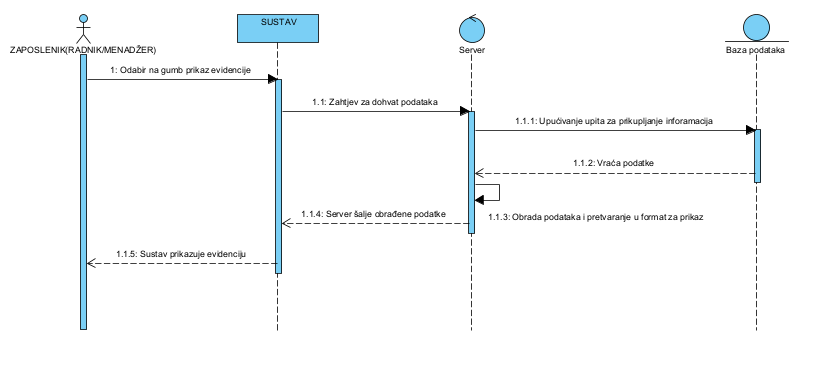 SUSTAV
ZAPOSLENIK(RADNIK/MENADŽER)
Server
Baza podataka
1: Odabir na gumb prikaz evidencije
1.1: Zahtjev za dohvat podataka
1.1.1: Upućivanje upita za prikupljanje inforamacija
1.1.2: Vraća podatke
1.1.4: Server šalje obrađene podatke
1.1.3: Obrada podataka i pretvaranje u format za prikaz
1.1.5: Sustav prikazuje evidenciju